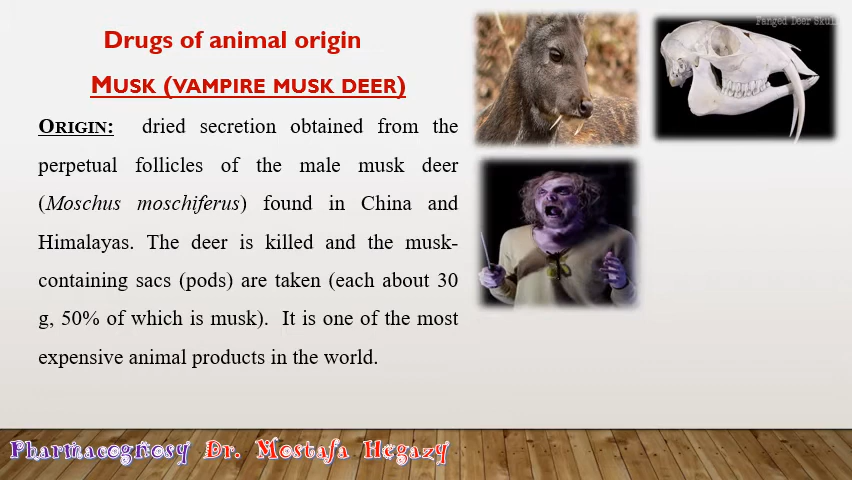 Drugs of animal origin
MUSK (VAMPIRE MUSK DEER)
ORIGIN: dried secretion obtained from the
perpetual follicles of the male musk deer
(Moschus moschiferus) found in China and
Himalayas. The deer is killed and the musk-
containing sacs (pods) are taken (each about 30
g, 50% of which is musk). It is one of the most
expensive animal products in the world.
Fanged Deer Skull
Pharmacognosy Dr. Mostafa Hegazy